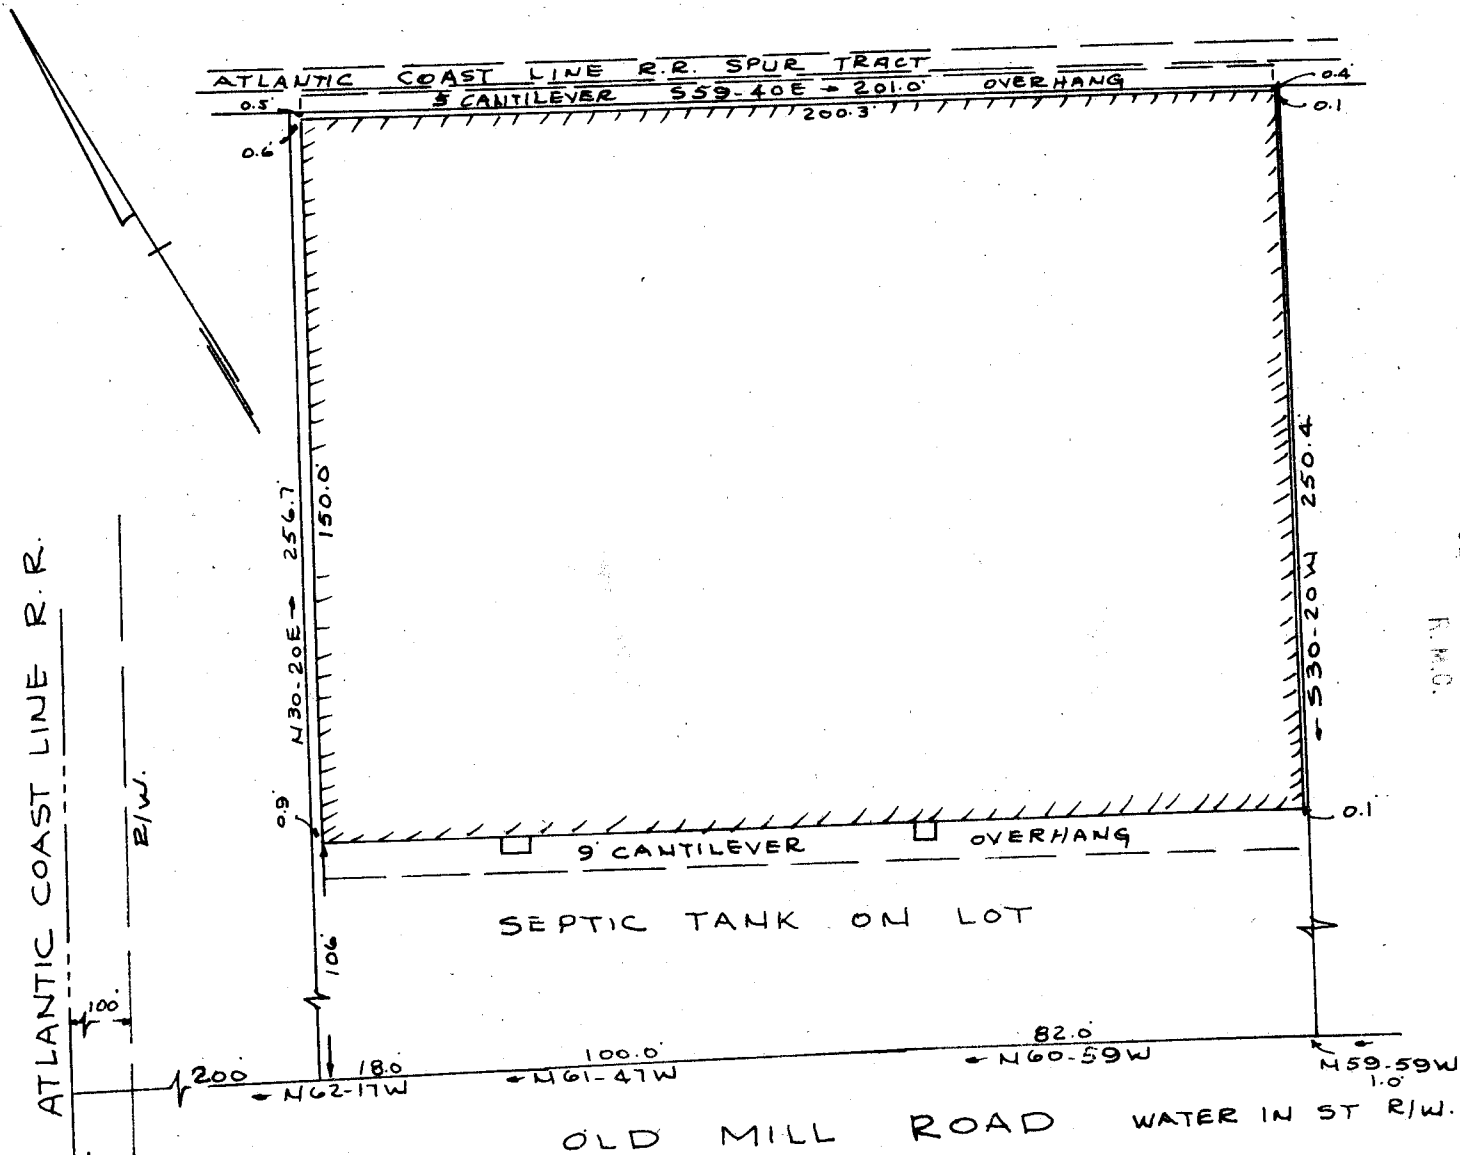 ATLANTIC COAST LINE R.R. SPUR TRACT
5' CANTILEVER S59-40E → 201.0' OVERHANG
0.5'
0.4'
200.3'
0.1'
0.6'
N30-20E → 256.7'
150.0'
← S30-20W 250.4'
R.M.C.
ATLANTIC COAST LINE R.R.
R/W.
0.9'
0.1'
9' CANTILEVER OVERHANG
SEPTIC TANK ON LOT
106'
100'
200'
18.0'
← N62-17W
100.0'
← N61-47W
82.0'
← N60-59W
←
N59-59W
1.0'
OLD MILL ROAD WATER IN ST R/W.